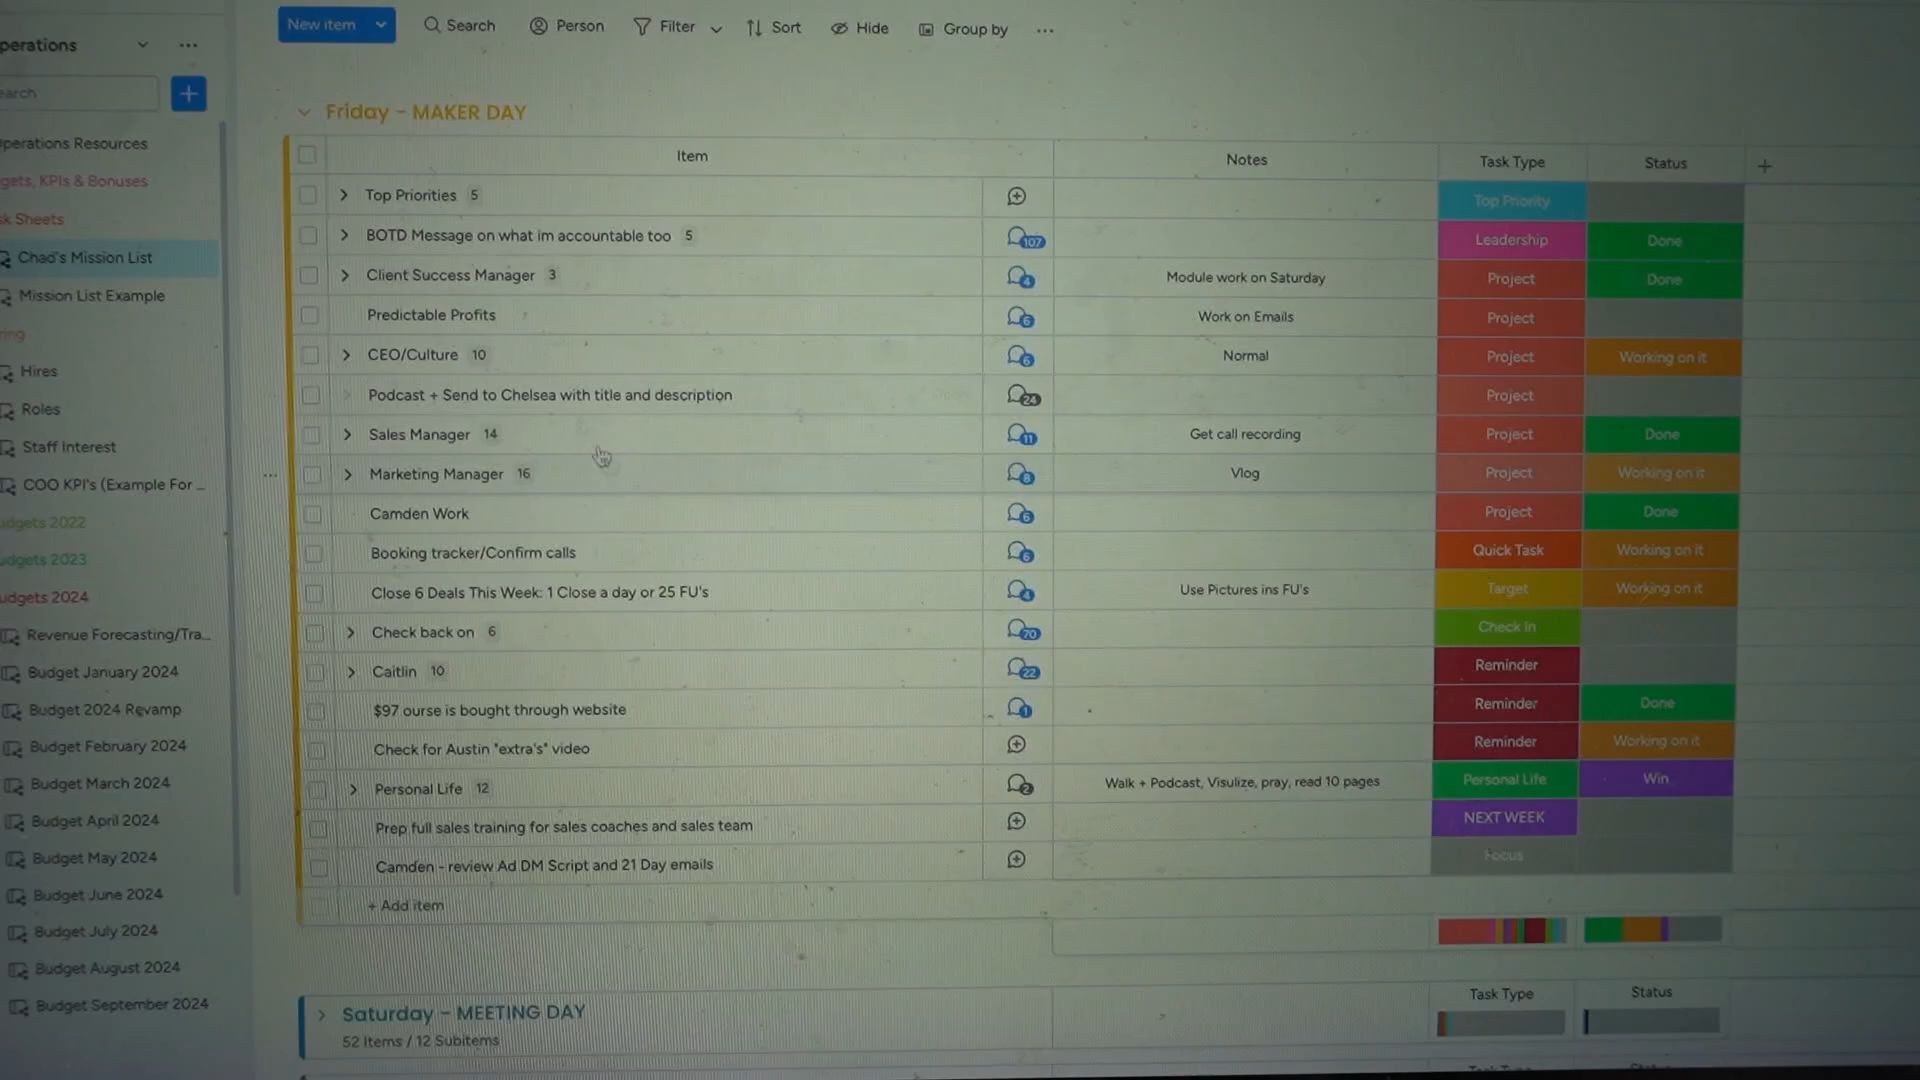 New item
Search
Person
Filter
Sort
Hide
Group by
perations
earch
perations Resources
gets, KPIs & Bonuses
k Sheets
Chad's Mission List
Mission List Example
ring
Hires
Roles
Staff Interest
COO KPI's (Example For ...
udgets 2022
udgets 2023
udgets 2024
Revenue Forecasting/Tra...
Budget January 2024
Budget 2024 Revamp
Budget February 2024
Budget March 2024
Budget April 2024
Budget May 2024
Budget June 2024
Budget July 2024
Budget August 2024
Budget September 2024
Friday - MAKER DAY
Item Notes Task Type Status
Top Priorities 5 Top Priority
BOTD Message on what im accountable too 5 107 Leadership Done
Client Success Manager 3 4 Module work on Saturday Project Done
Predictable Profits 6 Work on Emails Project
CEO/Culture 10 6 Normal Project Working on it
Podcast + Send to Chelsea with title and description 24 Project
Sales Manager 14 11 Get call recording Project Done
Marketing Manager 16 8 Vlog Project Working on it
Camden Work 6 Project Done
Booking tracker/Confirm calls 6 Quick Task Working on it
Close 6 Deals This Week: 1 Close a day or 25 FU's 4 Use Pictures ins FU's Target Working on it
Check back on 6 70 Check In
Caitlin 10 22 Reminder
$97 ourse is bought through website 1 Reminder Done
Check for Austin "extra's" video Reminder Working on it
Personal Life 12 2 Walk + Podcast, Visulize, pray, read 10 pages Personal Life Win
Prep full sales training for sales coaches and sales team NEXT WEEK
Camden - review Ad DM Script and 21 Day emails Focus
+ Add item
Saturday - MEETING DAY Task Type Status
52 Items / 12 Subitems